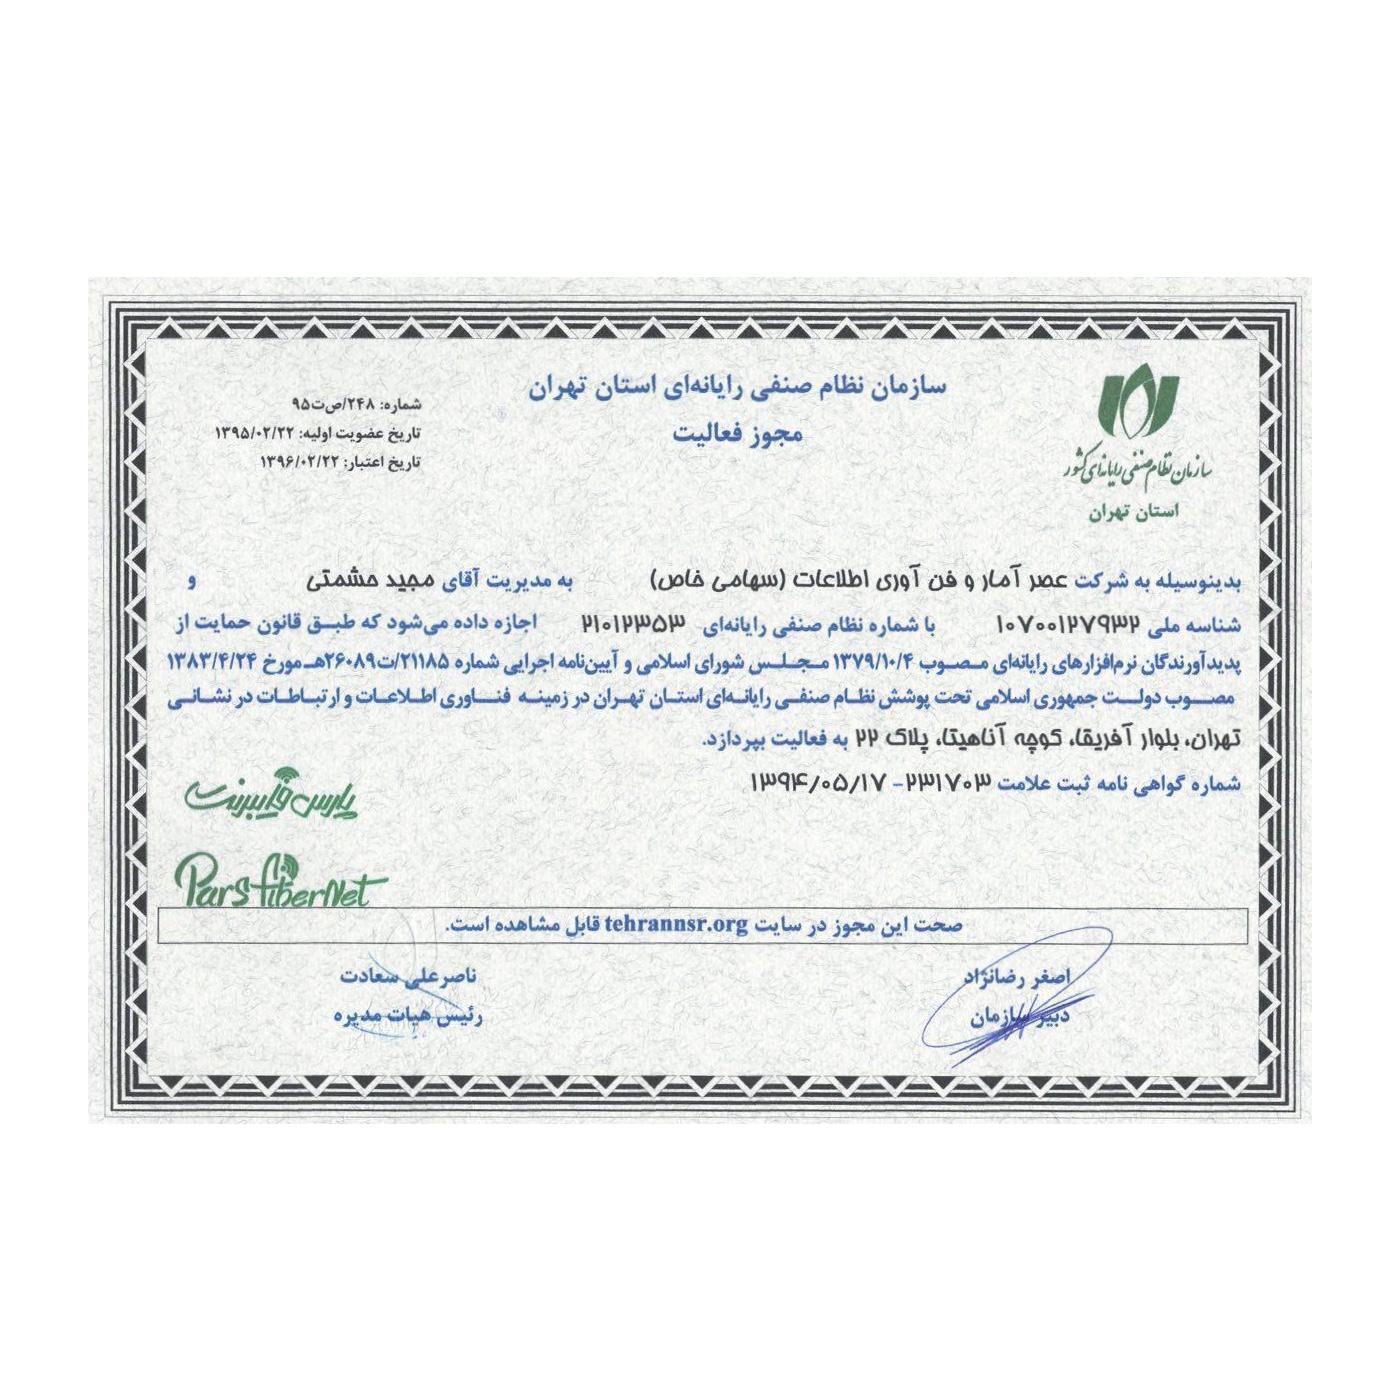 سازمان نظام صنفی رایانه‌ای استان تهران
مجوز فعالیت
شماره: ۲۴۸/ص‌ت۹۵
تاریخ عضویت اولیه: ۱۳۹۵/۰۲/۲۲
تاریخ اعتبار: ۱۳۹۶/۰۲/۲۲
سازمان نظام صنفی رایانه‌ای کشور
استان تهران
بدینوسیله به شرکت عصر آمار و فن آوری اطلاعات (سهامی خاص) به مدیریت آقای مجید حشمتی و
شناسه ملی ۱۰۷۰۰۱۲۷۹۳۲ با شماره نظام صنفی رایانه‌ای ۲۱۰۱۲۳۵۳ اجازه داده می‌شود که طبق قانون حمایت از
پدیدآورندگان نرم‌افزارهای رایانه‌ای مصوب ۱۳۷۹/۱۰/۴ مجلس شورای اسلامی و آیین‌نامه اجرایی شماره ۲۱۱۸۵/ت۲۶۰۸۹هـ مورخ ۱۳۸۳/۴/۲۴
مصوب دولت جمهوری اسلامی تحت پوشش نظام صنفی رایانه‌ای استان تهران در زمینه فناوری اطلاعات و ارتباطات در نشانی
تهران، بلوار آفریقا، کوچه آناهیتا، پلاک ۲۲ به فعالیت بپردازد.
شماره گواهی نامه ثبت علامت ۲۳۱۷۰۳- ۱۳۹۴/۰۵/۱۷
پارس فایبرنت
Pars fiberNet
صحت این مجوز در سایت tehrannsr.org قابل مشاهده است.
اصغر رضانژاد
دبیر سازمان
ناصرعلی سعادت
رئیس هیات مدیره